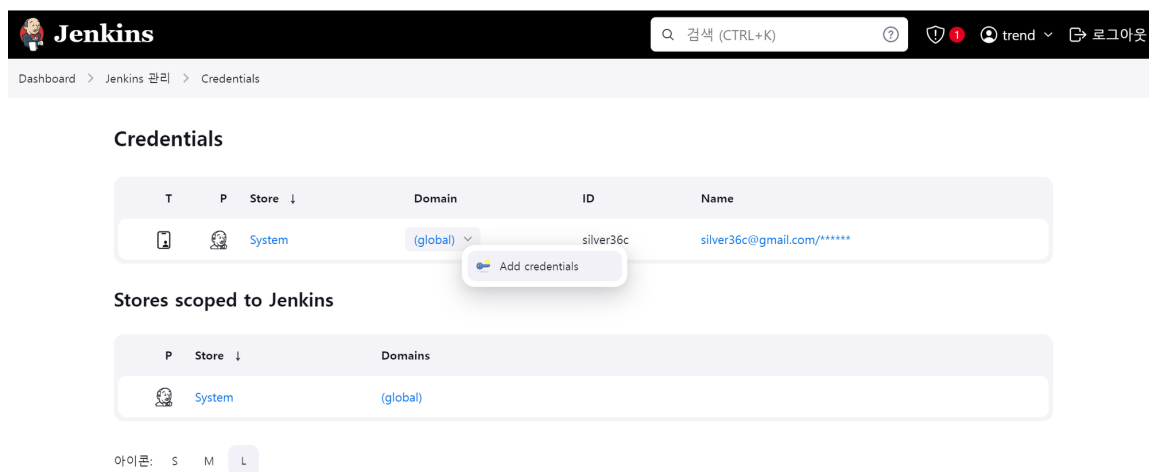 Jenkins 검색 (CTRL+K) 1 trend 로그아웃
Dashboard > Jenkins 관리 > Credentials
Credentials
T P Store ↓ Domain ID Name
System (global) silver36c silver36c@gmail.com/******
Add credentials
Stores scoped to Jenkins
P Store ↓ Domains
System (global)
아이콘: S M L